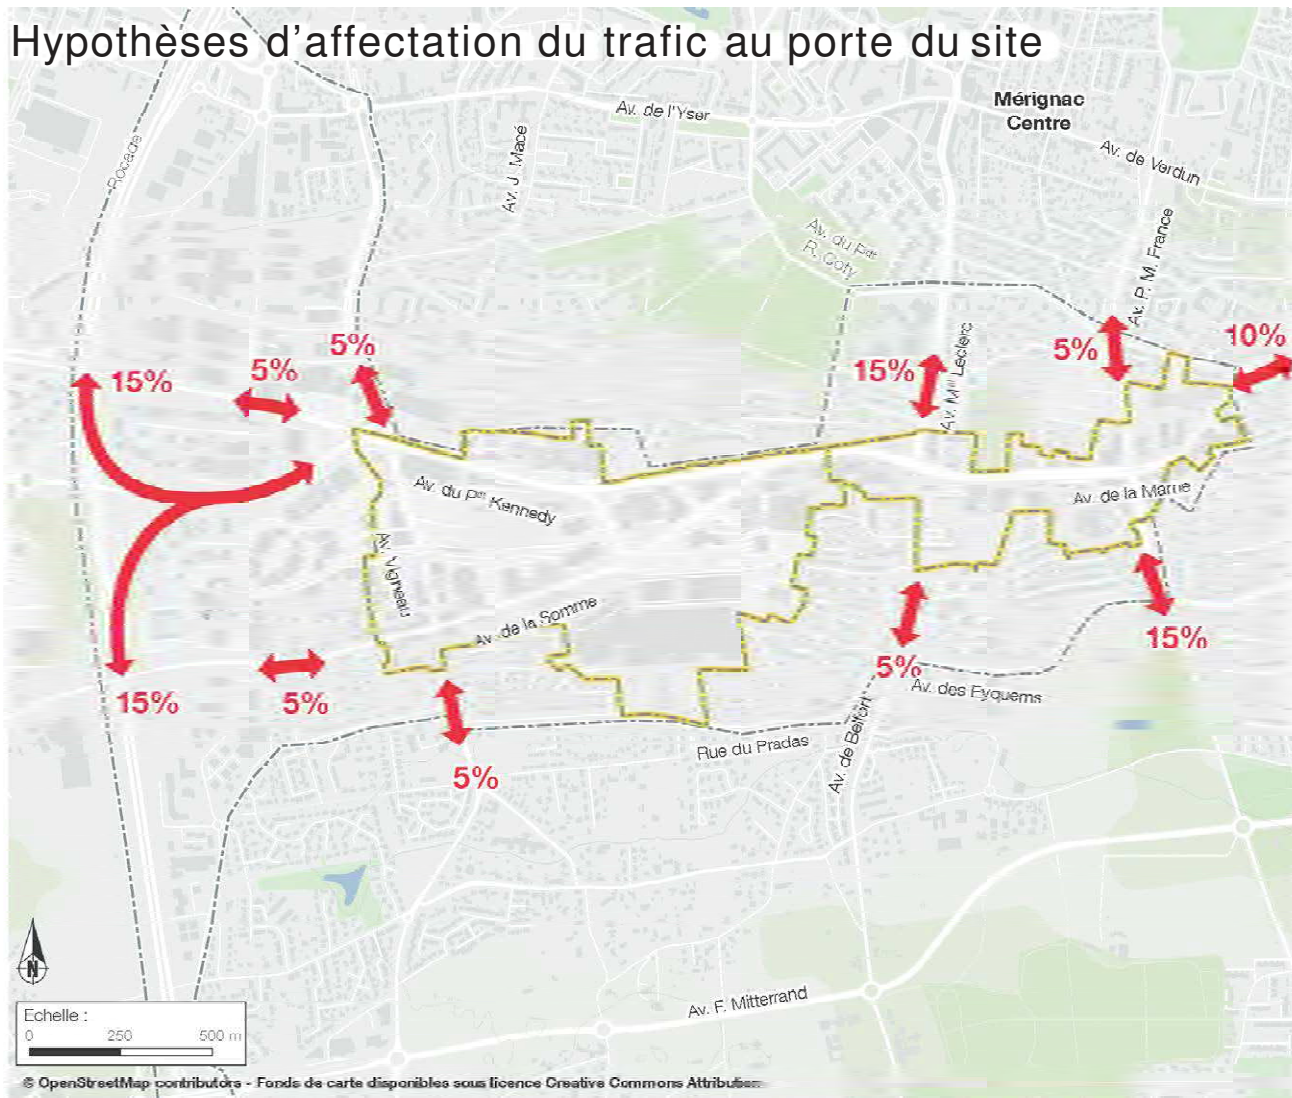 Hypothèses d’affectation du trafic au porte du site
Mérignac
Centre
Av. de l'Yser
Av. de Verdun
Rocade
Av. J. Macé
Av. du Pdt
R. Coty
Av. P. M. France
5%
15%
5%
10%
5%
15%
5%
Av. Mal Leclerc
Av. du Pdt Kennedy
Av. de la Marne
Av. Vigneau
Av. de la Somme
15%
5%
15%
5%
Av. des Eyquems
Av. de Belfort
Rue du Pradas
5%
Av. F. Mitterrand
N
Echelle :
0 250 500 m
© OpenStreetMap contributors - Fonds de carte disponibles sous licence Creative Commons Attribution